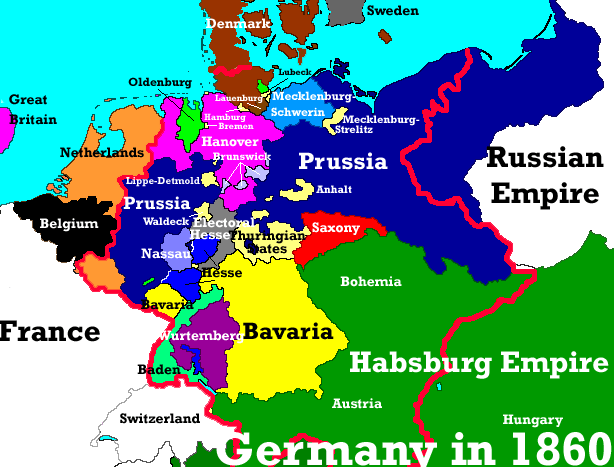 Denmark
Sweden
Great
Britain
Oldenburg
Lubeck
Lauenburg
Mecklenburg-
Schwerin
Hamburg
Bremen
Mecklenburg-
Strelitz
Netherlands
Hanover
Brunswick
Prussia
Russian
Empire
Lippe-Detmold
Anhalt
Prussia
Belgium
Waldeck
Electoral
Hesse
Thuringian
States
Saxony
Nassau
Hesse
Bohemia
Bavaria
France
Wurtemberg
Bavaria
Habsburg Empire
Baden
Austria
Switzerland
Hungary
Germany in 1860